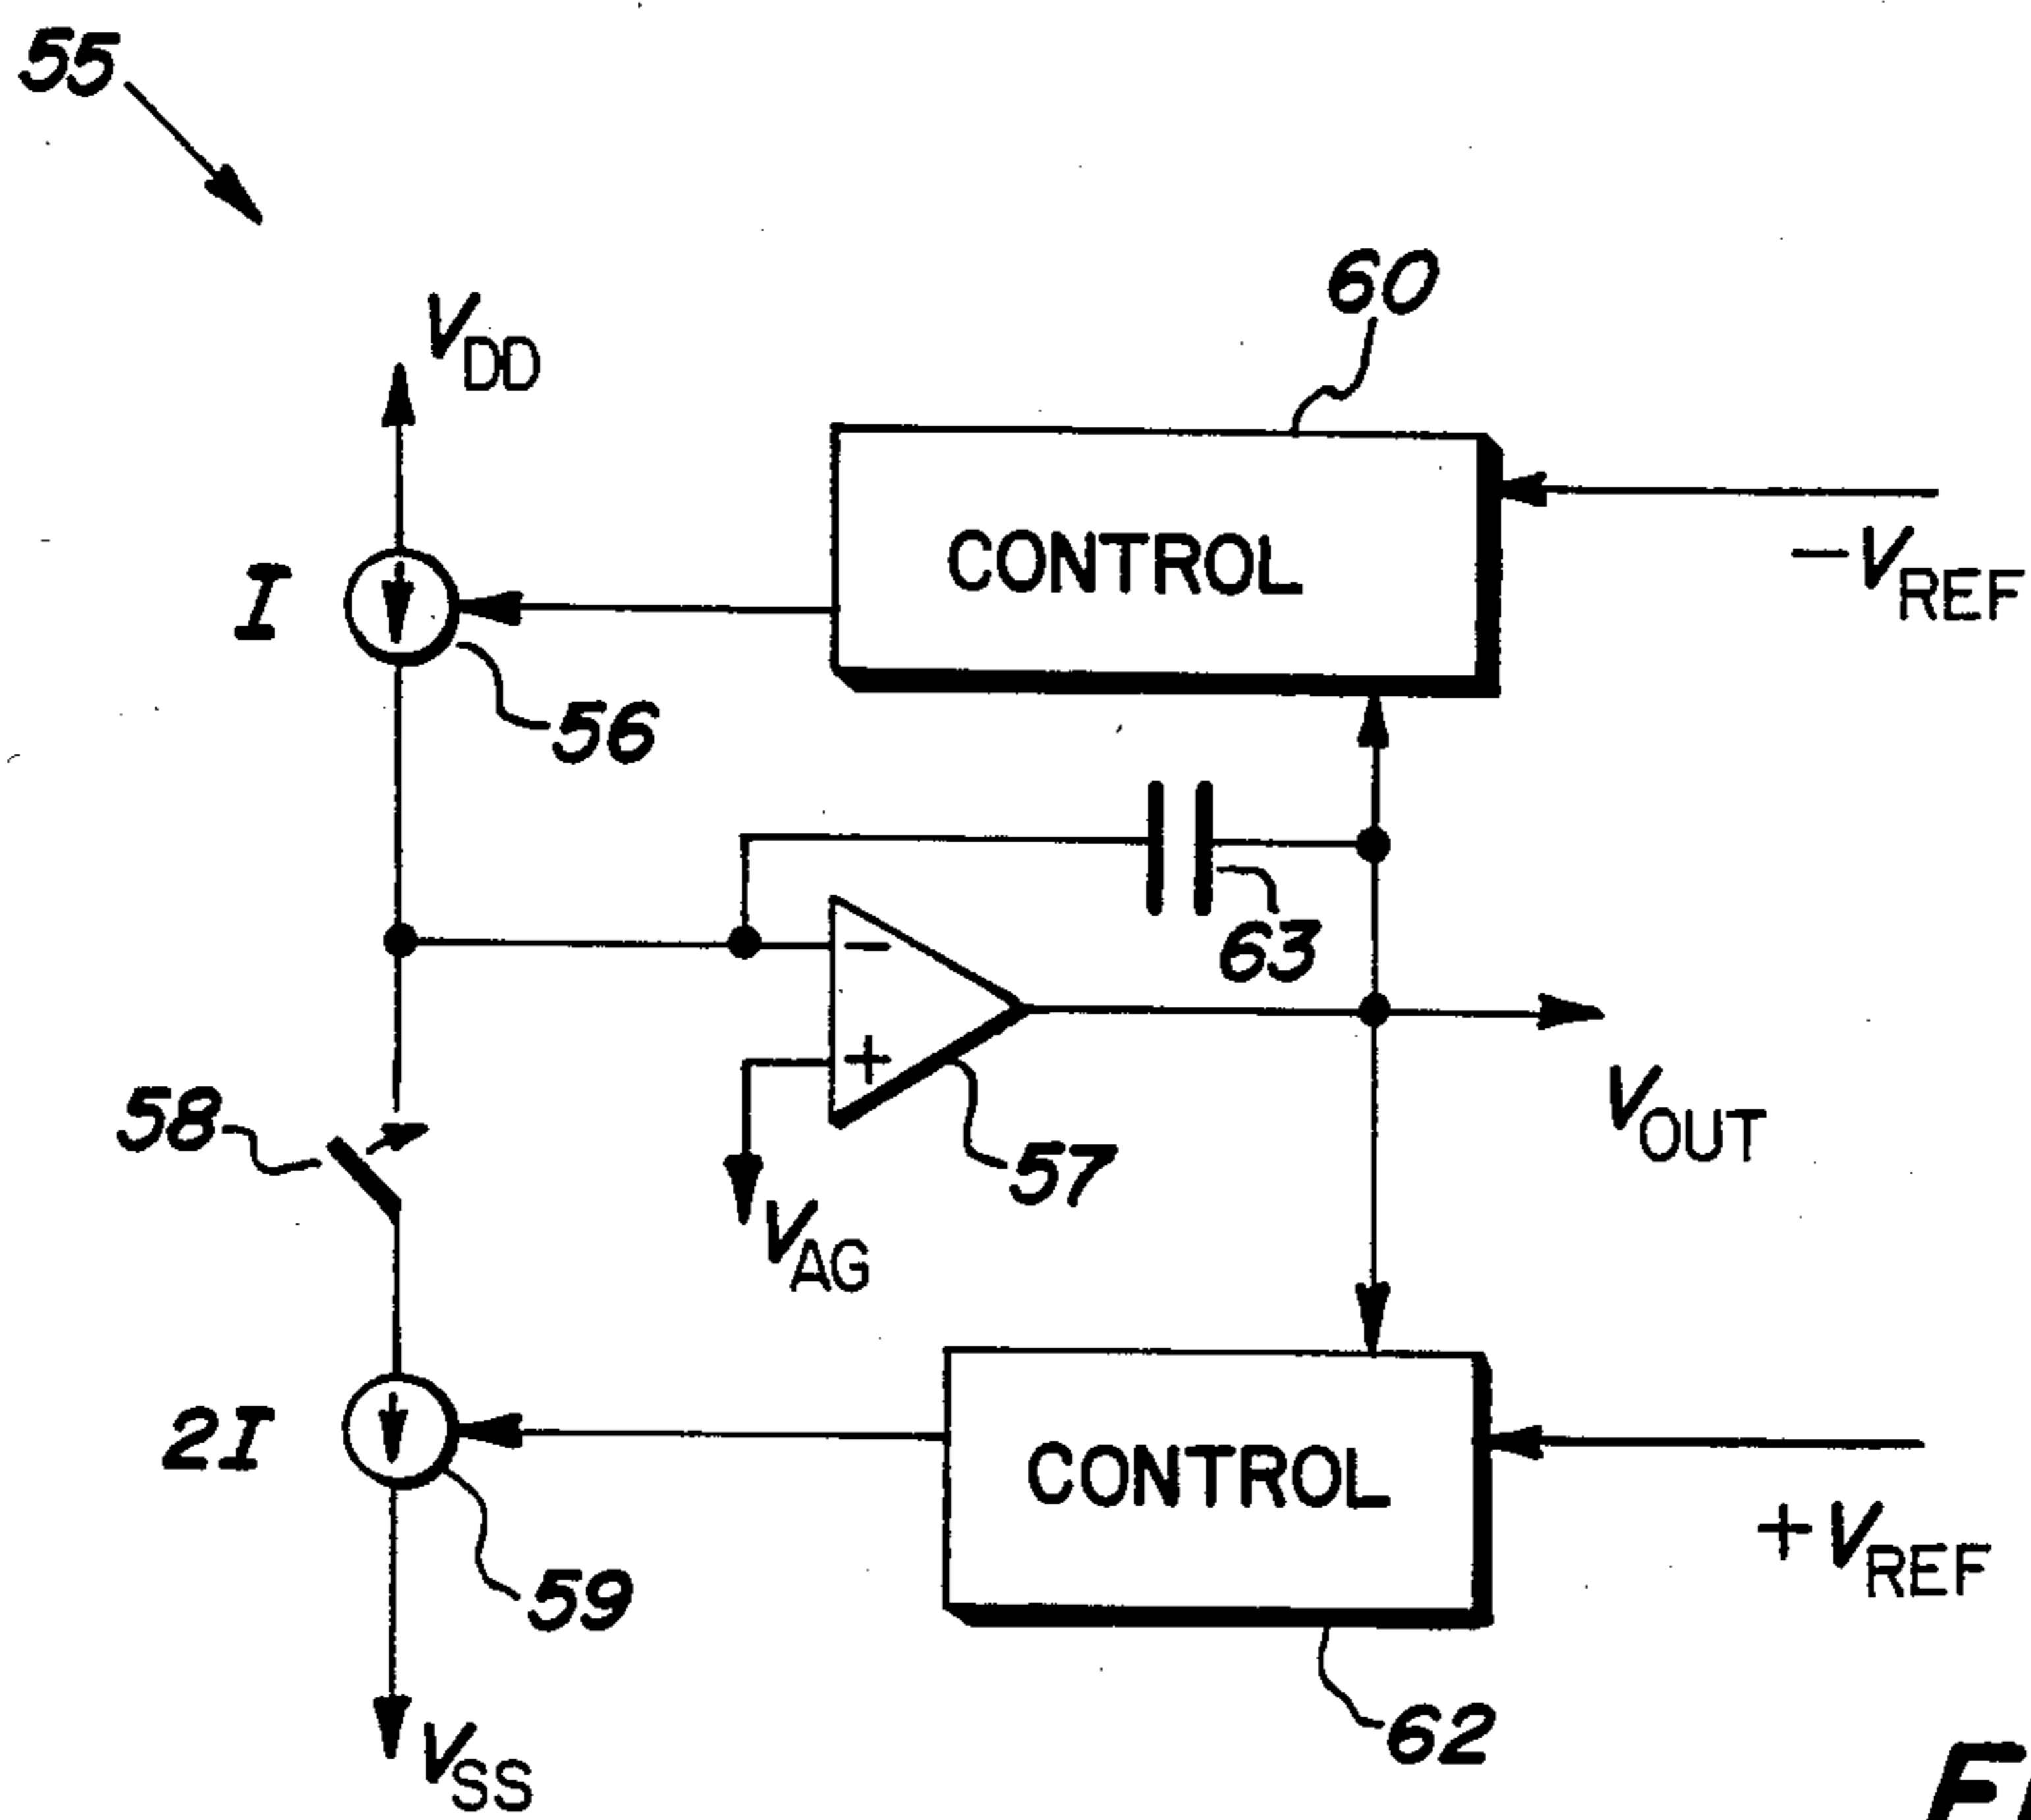 55
60
VDD
CONTROL
-VREF
I
56
63
58
57
VOUT
VAG
2I
CONTROL
+VREF
59
62
VSS